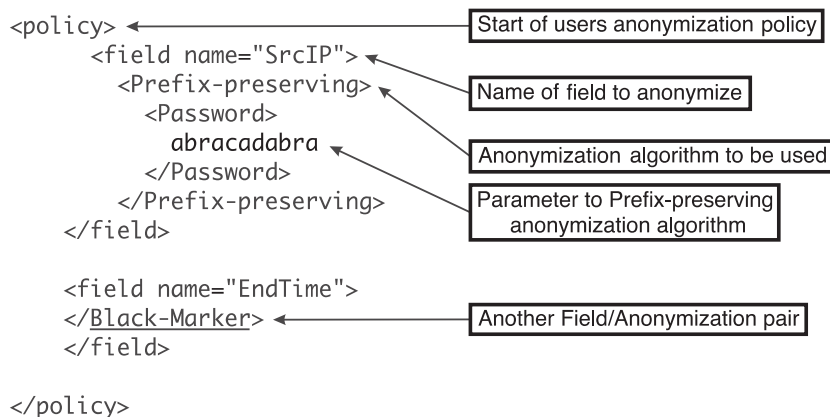 <policy>
Start of users anonymization policy
<field name="SrcIP">
<Prefix-preserving>
Name of field to anonymize
<Password>
abracadabra
Anonymization algorithm to be used
</Password>
</Prefix-preserving>
Parameter to Prefix-preserving
anonymization algorithm
</field>
<field name="EndTime">
</Black-Marker>
Another Field/Anonymization pair
</field>
</policy>